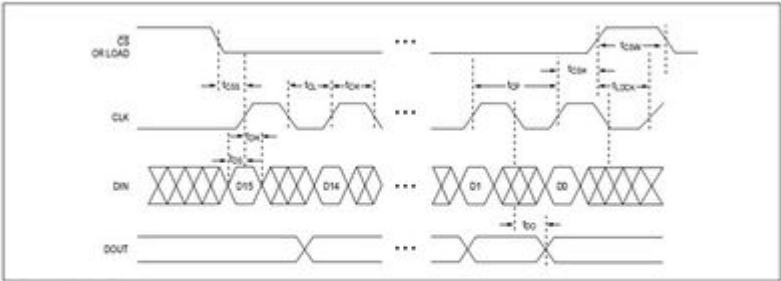 CS
OR LOAD
tCSW
tCSS
tCL
tCH
tCP
tCSH
tLDCK
CLK
tDH
tDS
DIN
D15
D14
D1
D0
tDO
DOUT